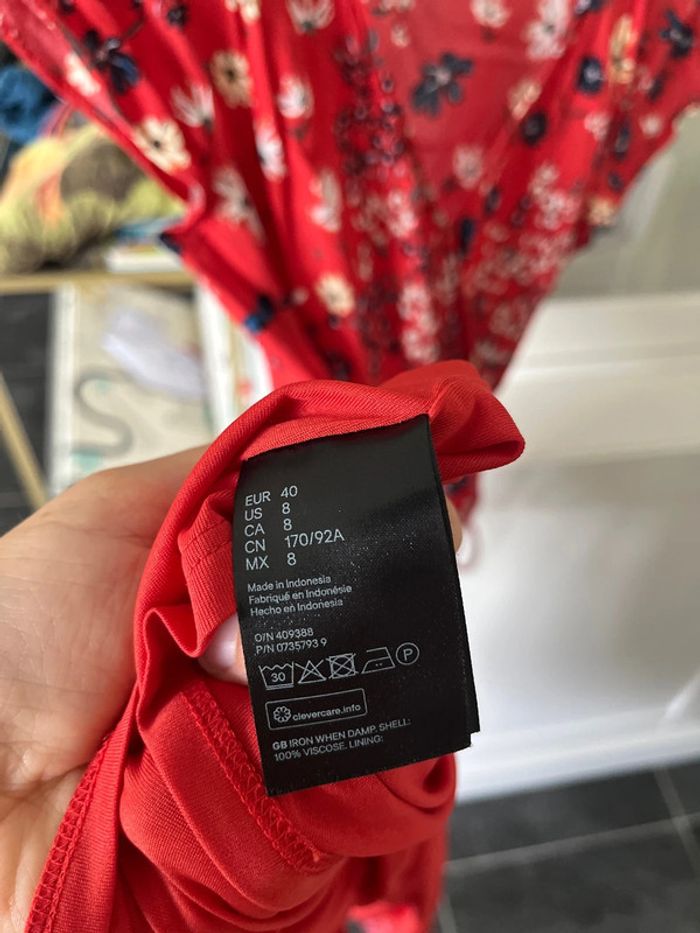 EUR 40
US 8
CA 8
CN 170/92A
MX 8
Made in Indonesia
Fabriqué en Indonésie
Hecho en Indonesia
O/N 409388
P/N 0735793 9
30 P
clevercare.info
GB IRON WHEN DAMP. SHELL:
100% VISCOSE. LINING: